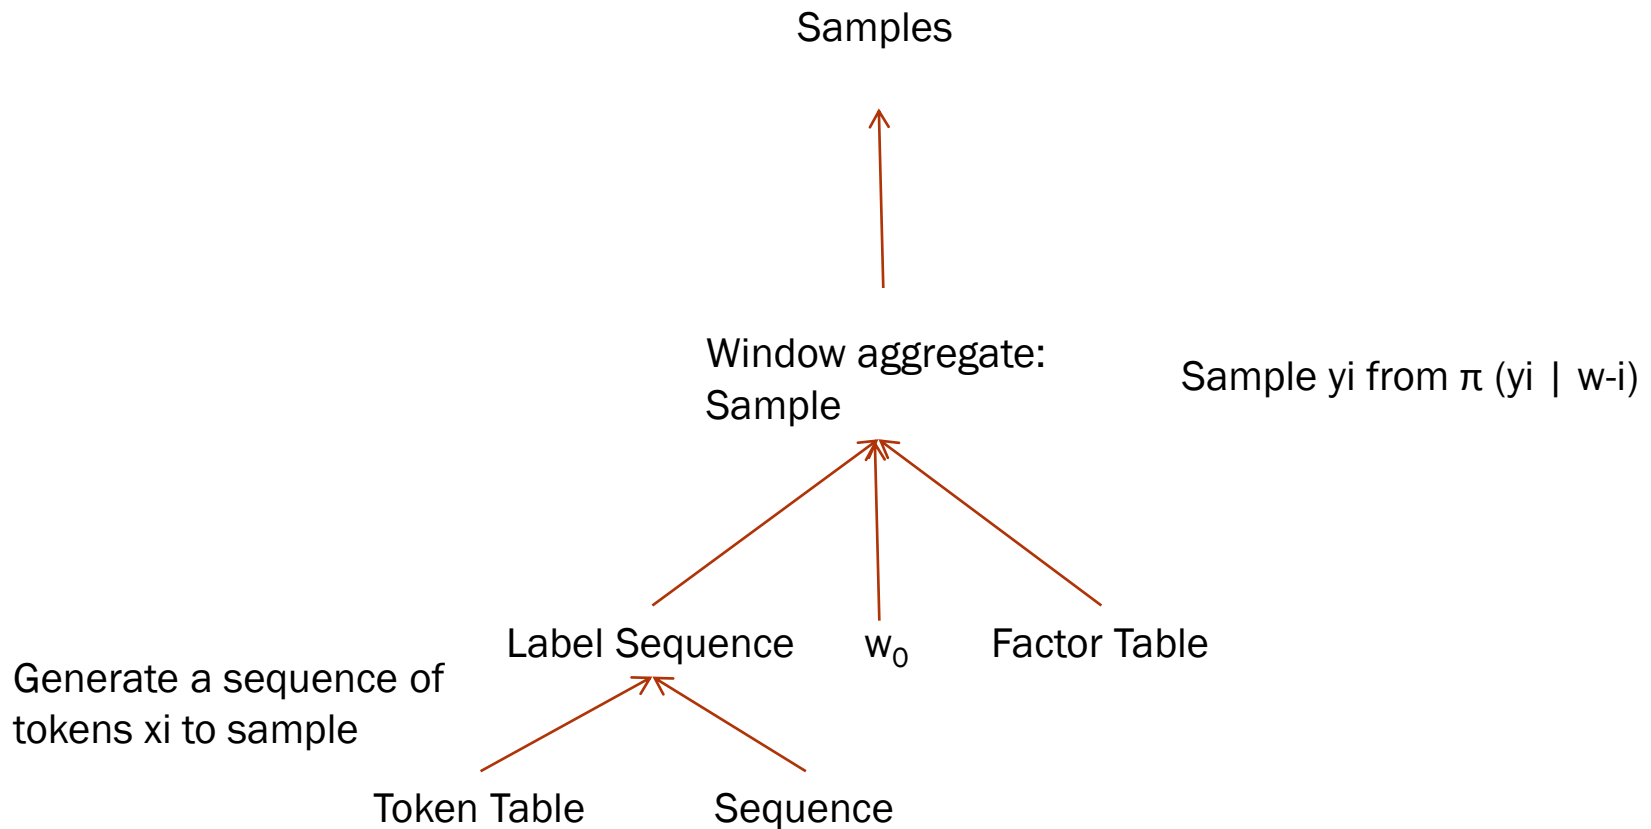 Samples
Window aggregate:
Sample
Sample yi from π (yi | w-i)
Label Sequence
w₀
Factor Table
Generate a sequence of
tokens xi to sample
Token Table
Sequence